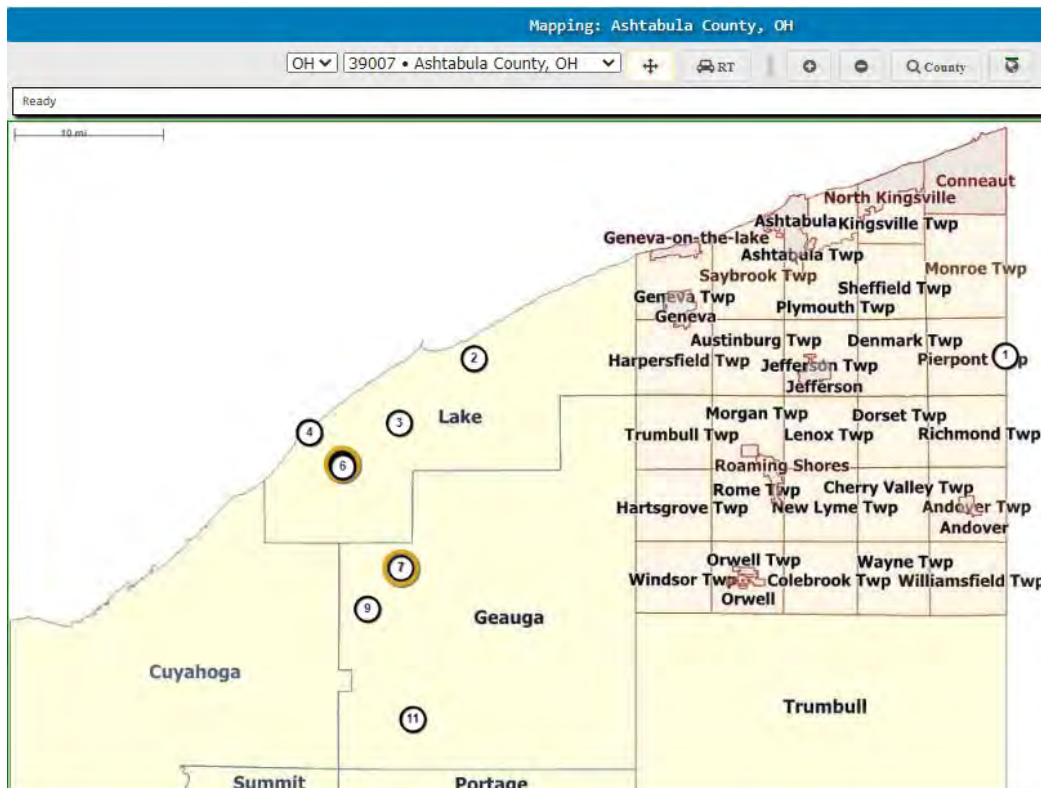 Mapping: Ashtabula County, OH
OH 39007 • Ashtabula County, OH RT County
Ready
10 mi
Conneaut
North Kingsville
Ashtabula Kingsville Twp
Geneva-on-the-lake
Ashtabula Twp
Saybrook Twp Monroe Twp
Sheffield Twp
Geneva Twp
Plymouth Twp
Geneva
Austinburg Twp Denmark Twp
2 Harpersfield Twp Jefferson Twp Pierpont 1
Jefferson
3 Lake Morgan Twp Dorset Twp
4 Trumbull Twp Lenox Twp Richmond Twp
6 Roaming Shores
Rome Twp Cherry Valley Twp
Hartsgrove Twp New Lyme Twp Andover Twp
Andover
7 Orwell Twp Wayne Twp
Windsor Twp Colebrook Twp Williamsfield Twp
Orwell
9 Geauga
Cuyahoga
11 Trumbull
Summit Portage